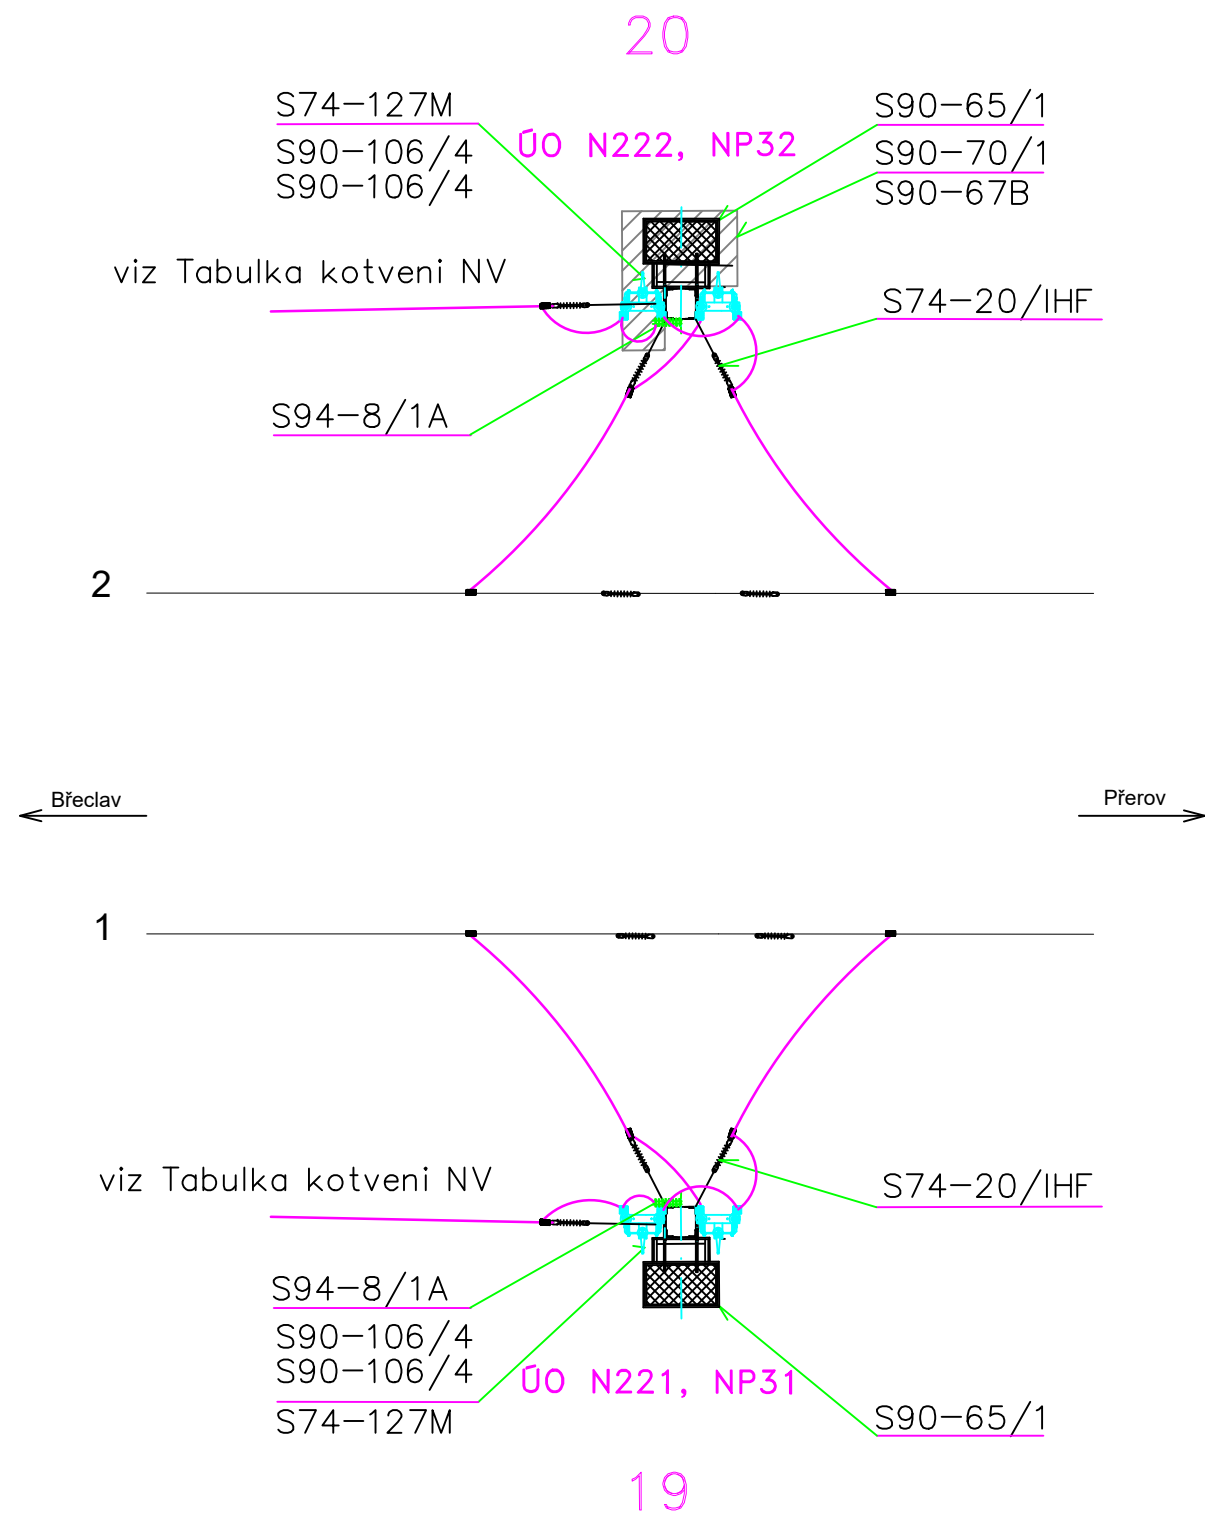 20
S74-127M
S90-106/4
S90-106/4
ÚO N222, NP32
S90-65/1
S90-70/1
S90-67B
viz Tabulka kotveni NV
S74-20/IHF
S94-8/1A
2
Břeclav
Přerov
1
viz Tabulka kotveni NV
S74-20/IHF
S94-8/1A
S90-106/4
S90-106/4
S74-127M
ÚO N221, NP31
S90-65/1
19